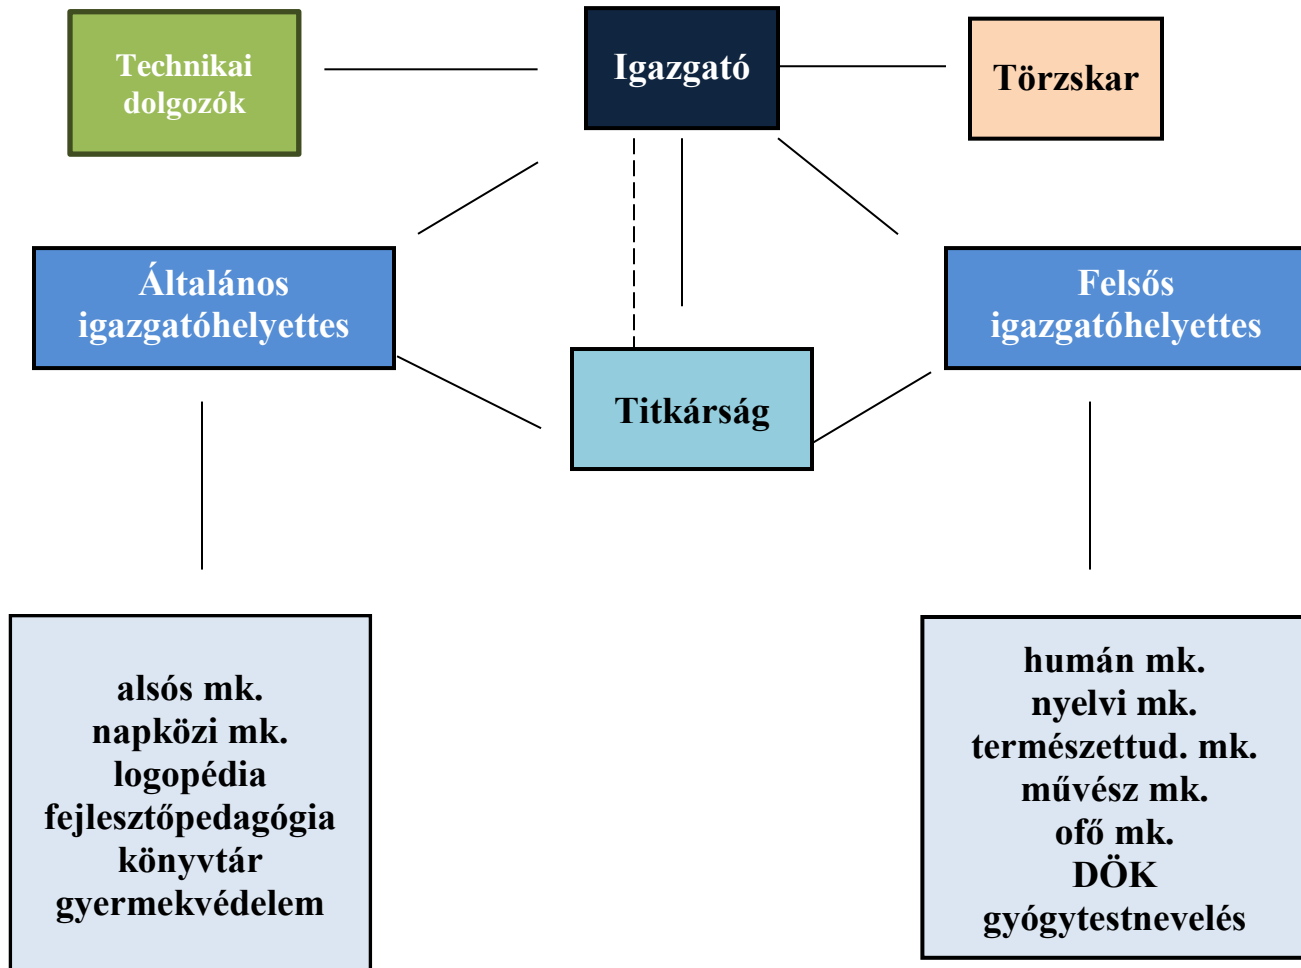 Technikai
dolgozók
Igazgató
Törzskar
Általános
igazgatóhelyettes
Felsős
igazgatóhelyettes
Titkárság
alsós mk.
napközi mk.
logopédia
fejlesztőpedagógia
könyvtár
gyermekvédelem
humán mk.
nyelvi mk.
természettud. mk.
művész mk.
ofő mk.
DÖK
gyógytestnevelés